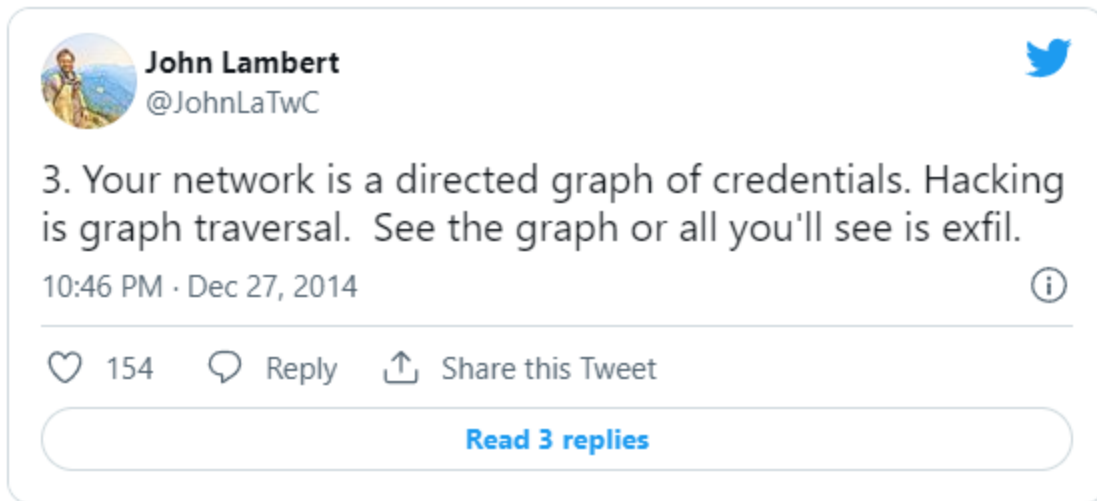 John Lambert
@JohnLaTwC
3. Your network is a directed graph of credentials. Hacking
is graph traversal.  See the graph or all you'll see is exfil.
10:46 PM · Dec 27, 2014
154 Reply Share this Tweet
Read 3 replies